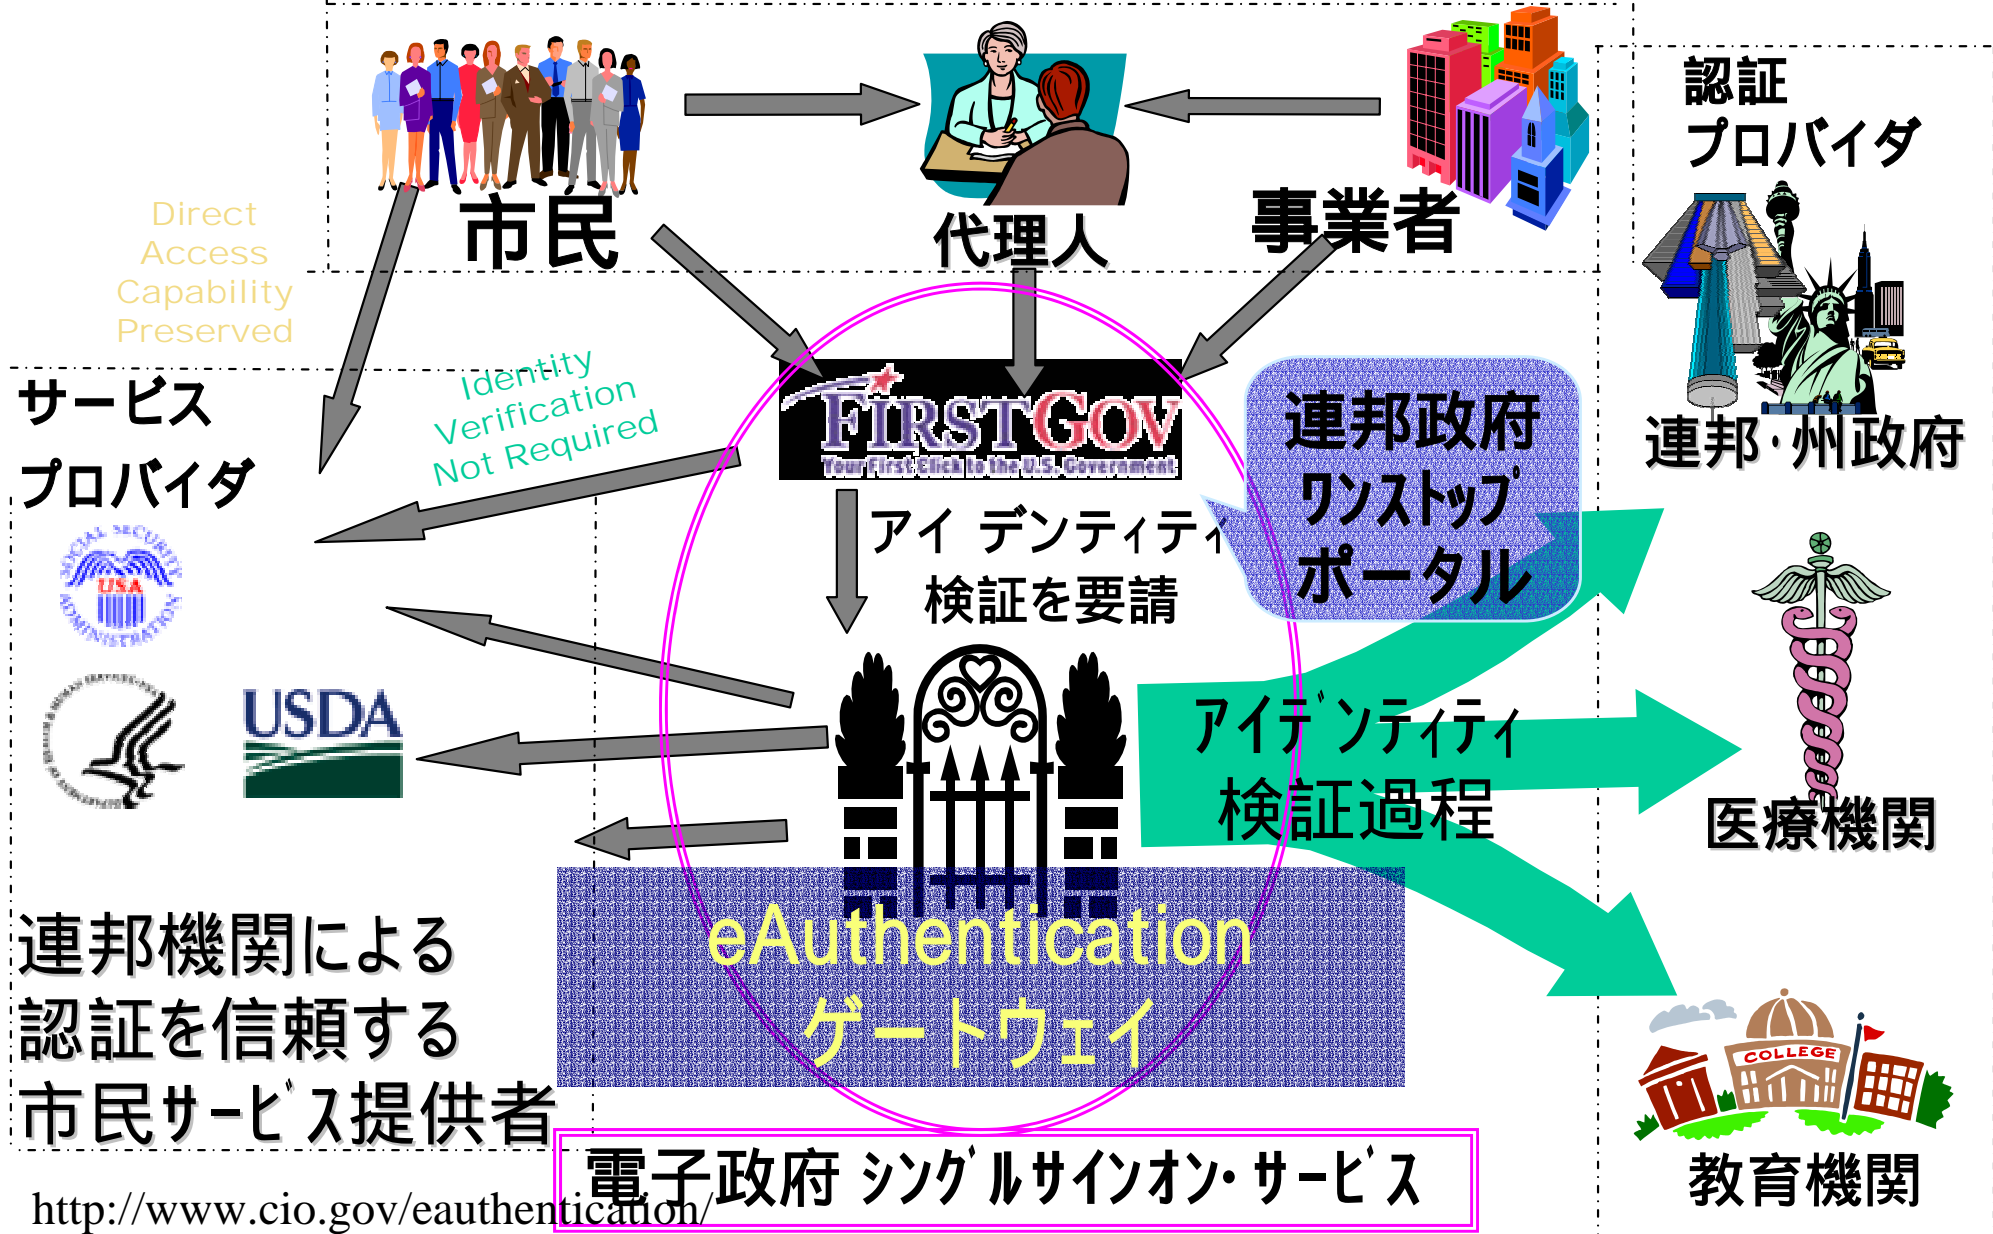 市民
代理人
事業者
認証
プロバイダ
Direct
Access
Capability
Preserved
サービス
プロバイダ
Identity
Verification
Not Required
FIRSTGOV
Your First Click to the U.S. Government
連邦政府
ワンストップ
ポータル
連邦・州政府
アイ デンティティ
検証を要請
SOCIAL SECURITY
ADMINISTRATION
USA
USDA
アイデンティティ
検証過程
医療機関
eAuthentication
ゲートウェイ
連邦機関による
認証を信頼する
市民サービス提供者
COLLEGE
教育機関
電子政府 シングルサインオン・サービス
http://www.cio.gov/eauthentication/